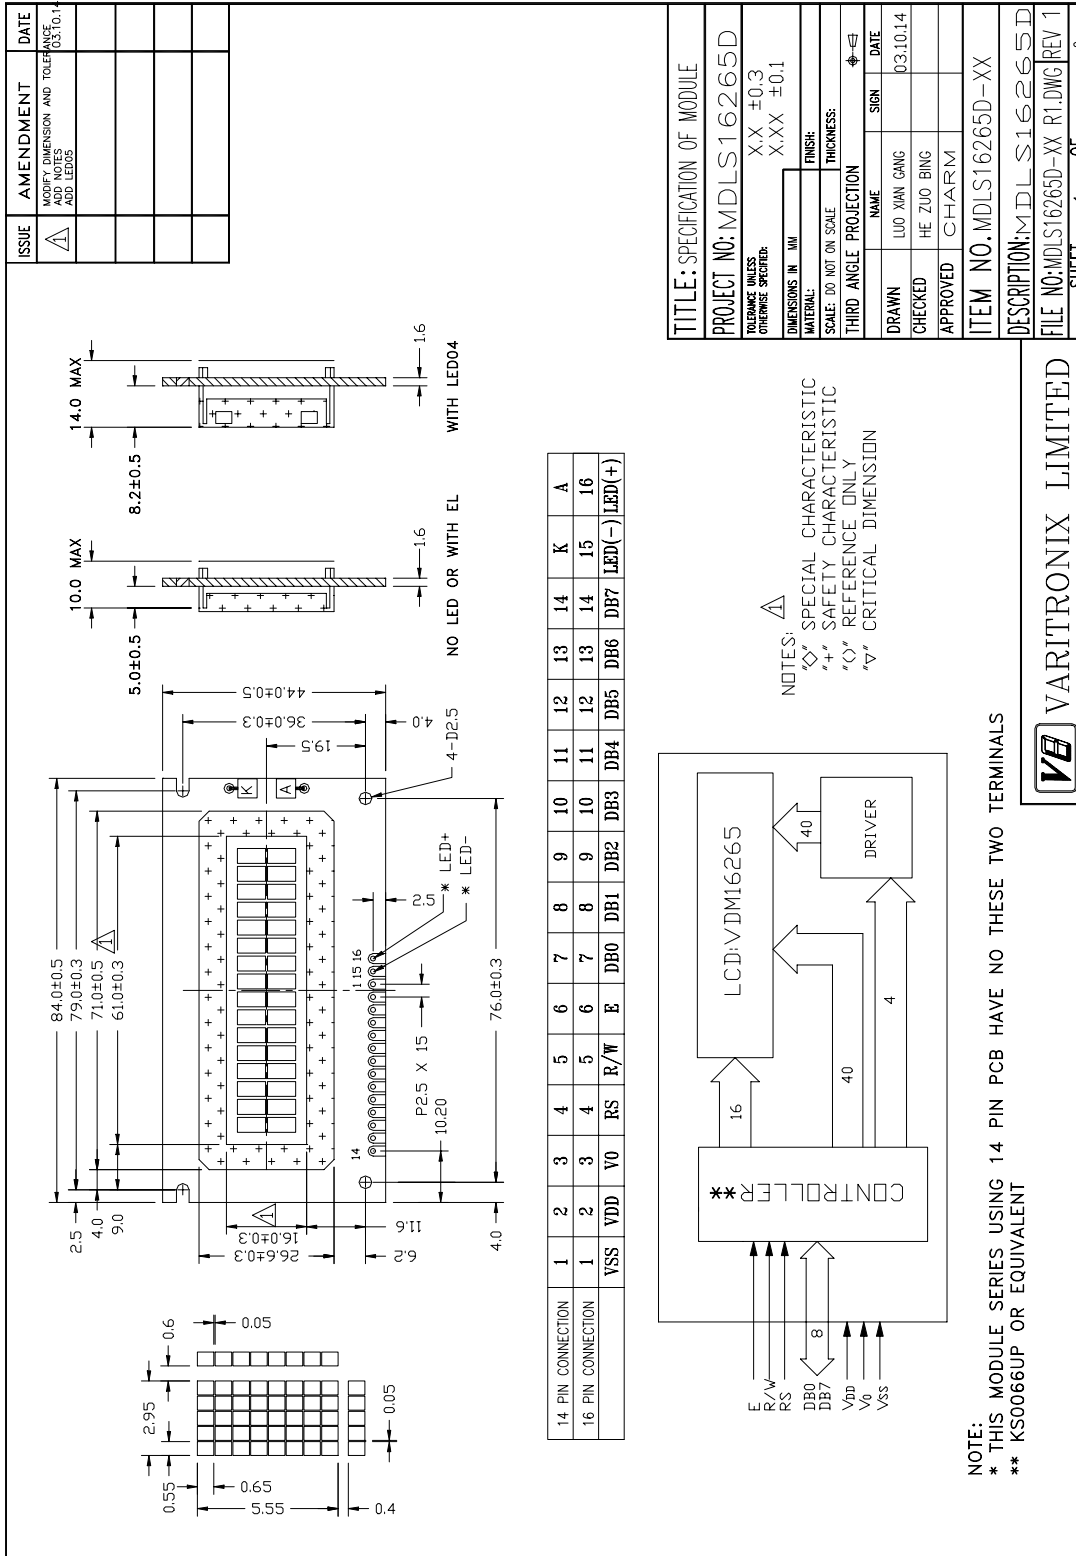 ISSUE AMENDMENT DATE
1 MODIFY DIMENSION AND TOLERANCE 03.10.14
ADD NOTES
ADD LED05
0.6
0.05
2.95
0.55
0.65
5.55
0.4
0.05
84.0±0.5
79.0±0.3
71.0±0.5
1
61.0±0.3
2.5
4.0
9.0
44.0±0.5
36.0±0.3
19.5
4.0
4-D2.5
K
A
1
16.0±0.3
26.6±0.3
11.6
6.2
4.0
14
1 15 16
P2.5 X 15
10.20
2.5
* LED+
* LED-
76.0±0.3
10.0 MAX
5.0±0.5
1.6
NO LED OR WITH EL
14.0 MAX
8.2±0.5
1.6
WITH LED04
14 PIN CONNECTION 1 2 3 4 5 6 7 8 9 10 11 12 13 14 K A
16 PIN CONNECTION 1 2 3 4 5 6 7 8 9 10 11 12 13 14 15 16
VSS VDD V0 RS R/W E DB0 DB1 DB2 DB3 DB4 DB5 DB6 DB7 LED(-) LED(+)
E
R/W
RS
DB0
DB7
8
VDD
V0
VSS
CONTROLLER**
16
40
4
40
LCD:VDM16265
DRIVER
NOTES: 1
"◇" SPECIAL CHARACTERISTIC
"+" SAFETY CHARACTERISTIC
"()" REFERENCE ONLY
"▽" CRITICAL DIMENSION
NOTE:
* THIS MODULE SERIES USING 14 PIN PCB HAVE NO THESE TWO TERMINALS
** KS0066UP OR EQUIVALENT
VARITRONIX LIMITED
TITLE: SPECIFICATION OF MODULE
PROJECT NO: MDLS16265D
TOLERANCE UNLESS
OTHERWISE SPECIFIED:
X.X ±0.3
X.XX ±0.1
DIMENSIONS IN MM
MATERIAL: FINISH:
SCALE: DO NOT ON SCALE THICKNESS:
THIRD ANGLE PROJECTION
NAME SIGN DATE
DRAWN LUO XIAN GANG 03.10.14
CHECKED HE ZUO BING
APPROVED CHARM
ITEM NO. MDLS16265D-XX
DESCRIPTION: MDLS16265D
FILE NO: MDLS16265D-XX R1.DWG REV 1
SHEET OF